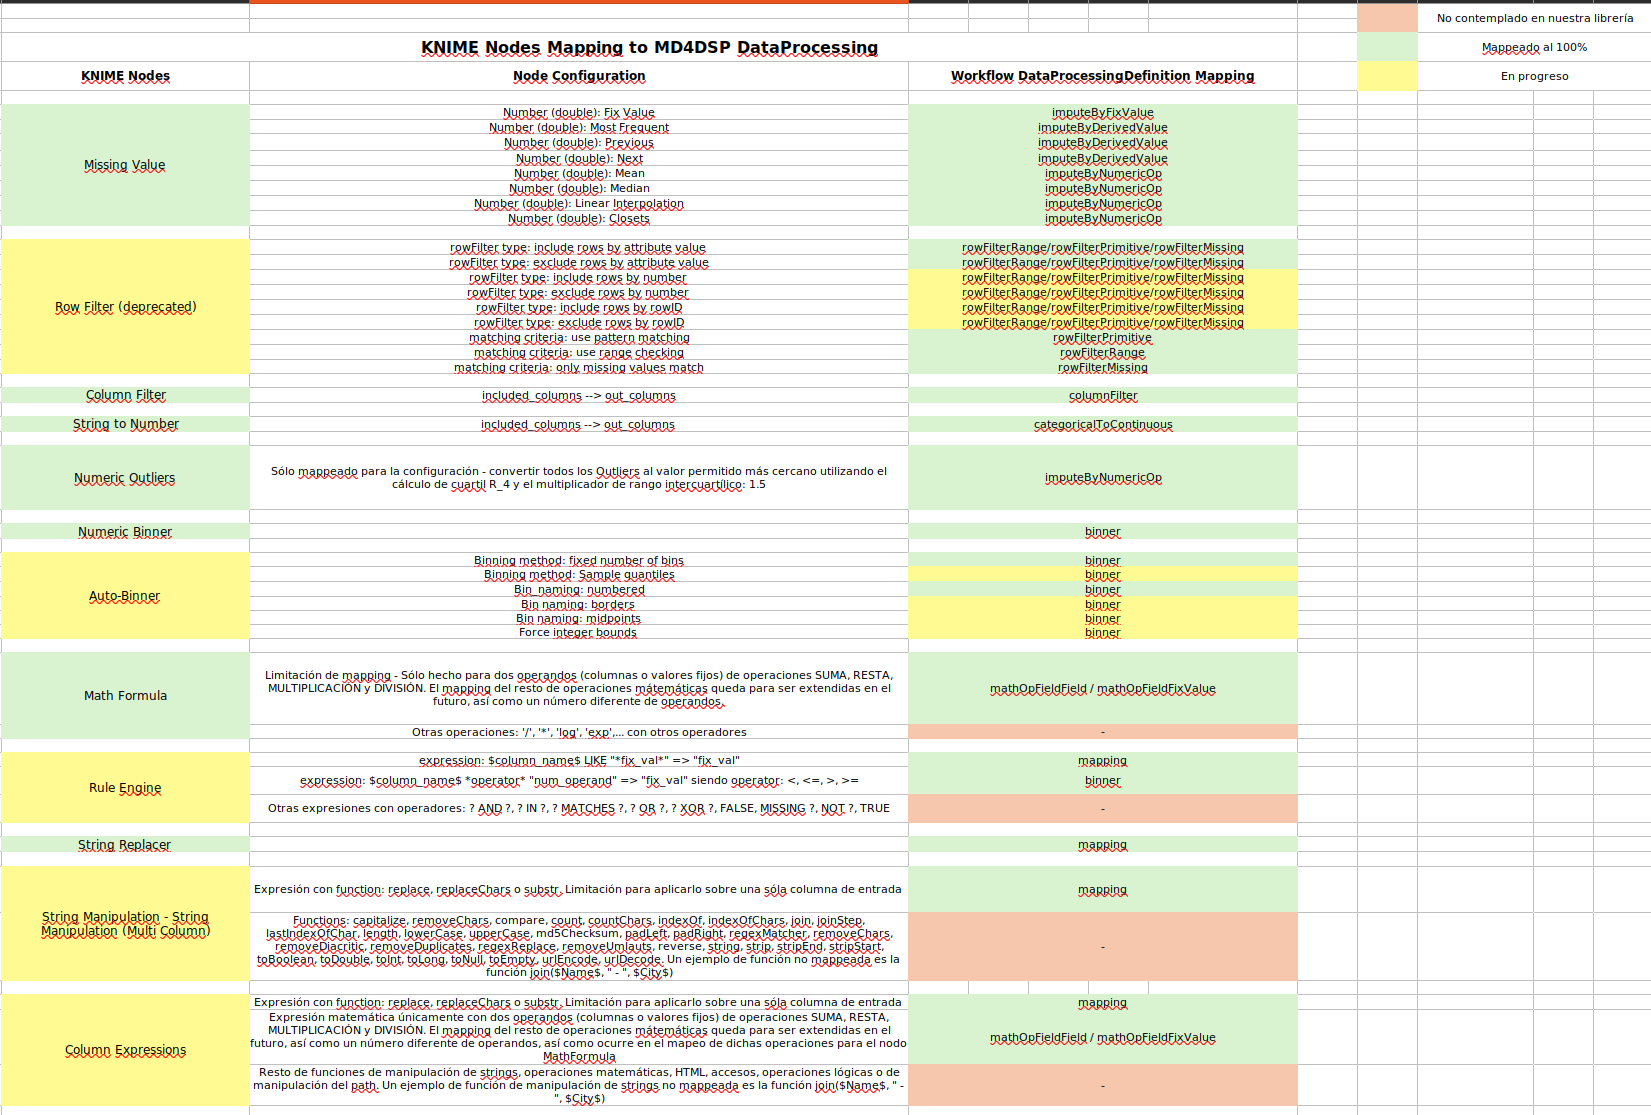 No contemplado en nuestra librería
KNIME Nodes Mapping to MD4DSP DataProcessing
Mappeado al 100%
KNIME Nodes
Node Configuration
Workflow DataProcessingDefinition Mapping
En progreso
Missing Value
Number (double): Fix Value
imputeByFixValue
Number (double): Most Frequent
imputeByDerivedValue
Number (double): Previous
imputeByDerivedValue
Number (double): Next
imputeByDerivedValue
Number (double): Mean
imputeByNumericOp
Number (double): Median
imputeByNumericOp
Number (double): Linear Interpolation
imputeByNumericOp
Number (double): Closets
imputeByNumericOp
Row Filter (deprecated)
rowFilter type: include rows by attribute value
rowFilterRange/rowFilterPrimitive/rowFilterMissing
rowFilter type: exclude rows by attribute value
rowFilterRange/rowFilterPrimitive/rowFilterMissing
rowFilter type: include rows by number
rowFilterRange/rowFilterPrimitive/rowFilterMissing
rowFilter type: exclude rows by number
rowFilterRange/rowFilterPrimitive/rowFilterMissing
rowFilter type: include rows by rowID
rowFilterRange/rowFilterPrimitive/rowFilterMissing
rowFilter type: exclude rows by rowID
rowFilterRange/rowFilterPrimitive/rowFilterMissing
matching criteria: use pattern matching
rowFilterPrimitive
matching criteria: use range checking
rowFilterRange
matching criteria: only missing values match
rowFilterMissing
Column Filter
included_columns --> out_columns
columnFilter
String to Number
included_columns --> out_columns
categoricalToContinuous
Numeric Outliers
Sólo mappeado para la configuración - convertir todos los Outliers al valor permitido más cercano utilizando el
cálculo de cuartil R_4 y el multiplicador de rango intercuartílico: 1.5
imputeByNumericOp
Numeric Binner
binner
Auto-Binner
Binning method: fixed number of bins
binner
Binning method: Sample quantiles
binner
Bin_naming: numbered
binner
Bin naming: borders
binner
Bin naming: midpoints
binner
Force integer bounds
binner
Math Formula
Limitación de mapping - Sólo hecho para dos operandos (columnas o valores fijos) de operaciones SUMA, RESTA,
MULTIPLICACIÓN y DIVISIÓN. El mapping del resto de operaciones mátemáticas queda para ser extendidas en el
futuro, así como un número diferente de operandos.
mathOpFieldField / mathOpFieldFixValue
Otras operaciones: '/', '*', 'log', 'exp',... con otros operadores
-
Rule Engine
expression: $column_name$ LIKE "*fix_val*" => "fix_val"
mapping
expression: $column_name$ *operator* "num_operand" => "fix_val" siendo operator: <, <=, >, >=
binner
Otras expresiones con operadores: ? AND ?, ? IN ?, ? MATCHES ?, ? OR ?, ? XOR ?, FALSE, MISSING ?, NOT ?, TRUE
-
String Replacer
mapping
String Manipulation - String
Manipulation (Multi Column)
Expresión con function: replace, replaceChars o substr. Limitación para aplicarlo sobre una sóla columna de entrada
mapping
Functions: capitalize, removeChars, compare, count, countChars, indexOf, indexOfChars, join, joinStep,
lastIndexOfChar, length, lowerCase, upperCase, md5Checksum, padLeft, padRight, regexMatcher, removeChars,
removeDiacritic, removeDuplicates, regexReplace, removeUmlauts, reverse, string, strip, stripEnd, stripStart,
toBoolean, toDouble, toInt, toLong, toNull, toEmpty, urlEncode, urlDecode. Un ejemplo de función no mappeada es la
función join($Name$, " - ", $City$)
-
Column Expressions
Expresión con function: replace, replaceChars o substr. Limitación para aplicarlo sobre una sóla columna de entrada
mapping
Expresión matemática únicamente con dos operandos (columnas o valores fijos) de operaciones SUMA, RESTA,
MULTIPLICACIÓN y DIVISIÓN. El mapping del resto de operaciones mátemáticas queda para ser extendidas en el
futuro, así como un número diferente de operandos, así como ocurre en el mapeo de dichas operaciones para el nodo
MathFormula
mathOpFieldField / mathOpFieldFixValue
Resto de funciones de manipulación de strings, operaciones matemáticas, HTML, accesos, operaciones lógicas o de
manipulación del path. Un ejemplo de función de manipulación de strings no mappeada es la función join($Name$, " -
", $City$)
-